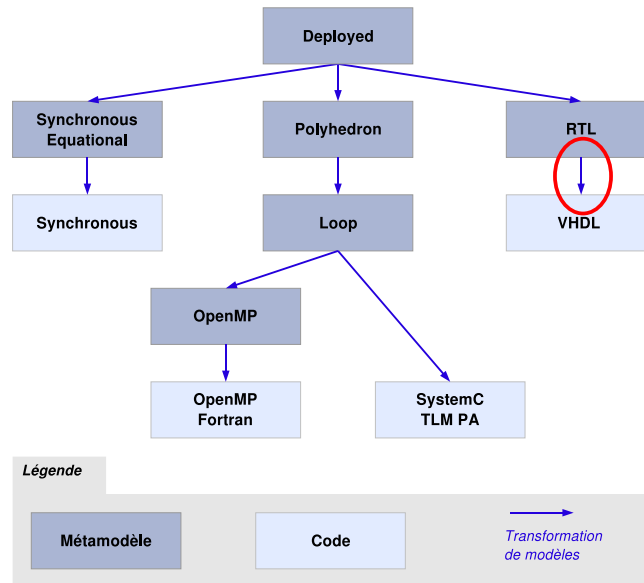 Deployed
Synchronous
Equational
Polyhedron
RTL
Synchronous
Loop
VHDL
OpenMP
OpenMP
Fortran
SystemC
TLM PA
Légende
Métamodèle
Code
Transformation
de modèles